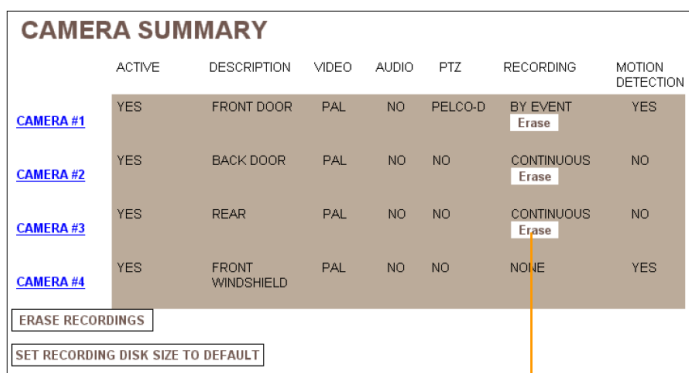 CAMERA SUMMARY
ACTIVE DESCRIPTION VIDEO AUDIO PTZ RECORDING MOTION DETECTION
CAMERA #1 YES FRONT DOOR PAL NO PELCO-D BY EVENT YES
Erase
CAMERA #2 YES BACK DOOR PAL NO NO CONTINUOUS NO
Erase
CAMERA #3 YES REAR PAL NO NO CONTINUOUS NO
Erase
CAMERA #4 YES FRONT WINDSHIELD PAL NO NO NONE YES
ERASE RECORDINGS
SET RECORDING DISK SIZE TO DEFAULT